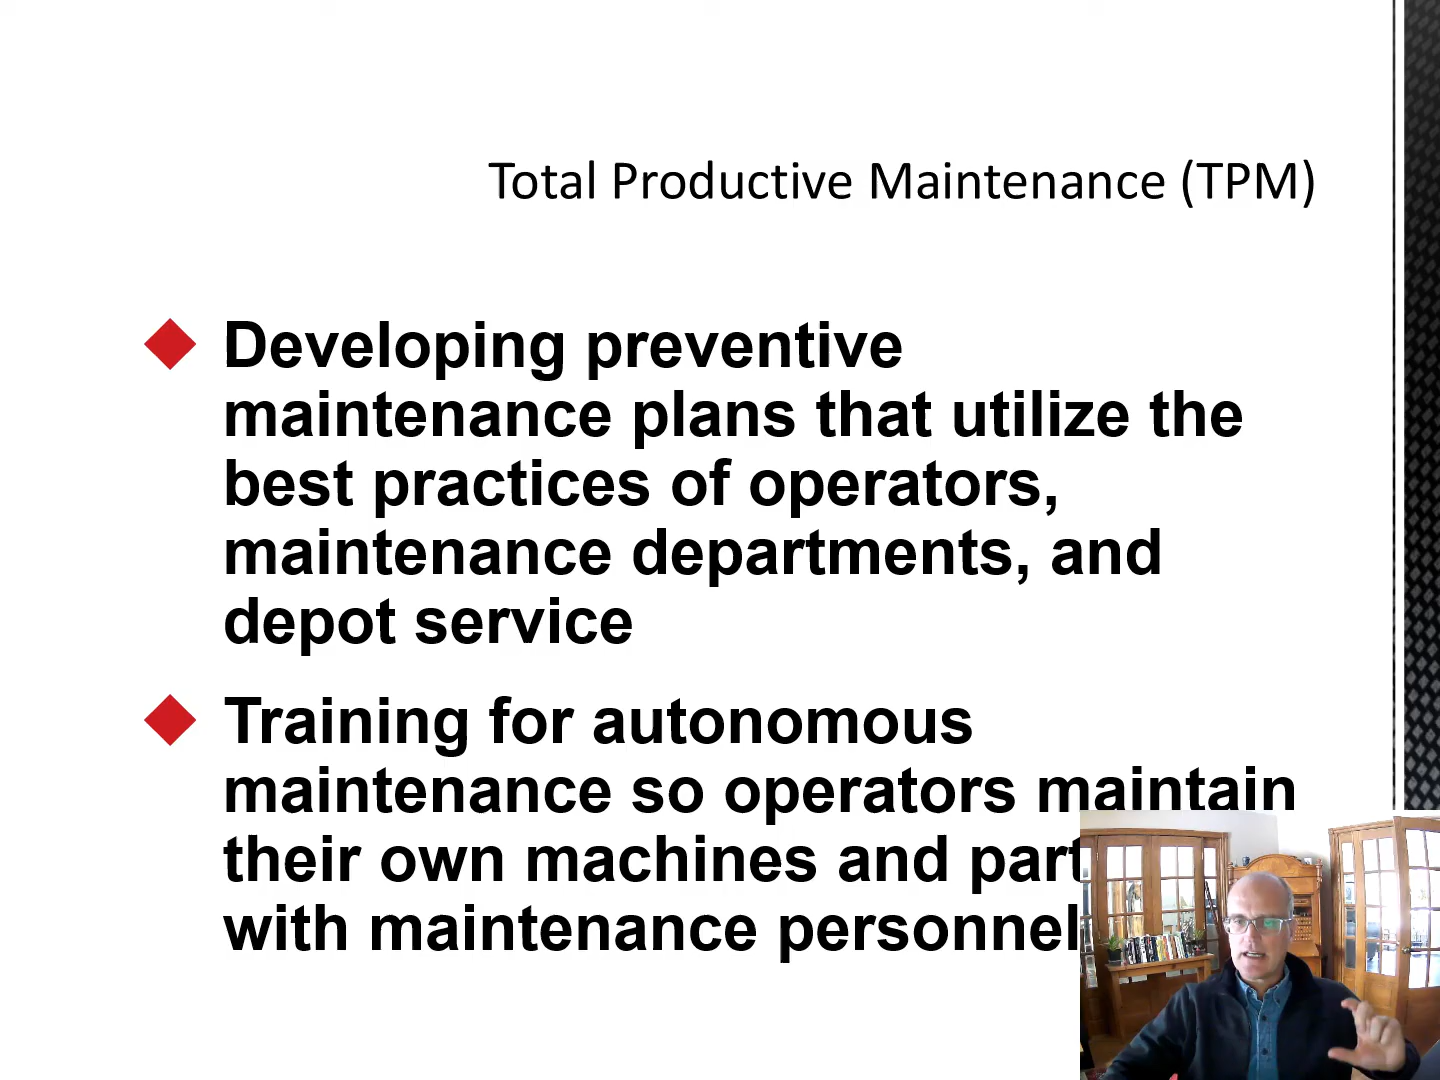 Total Productive Maintenance (TPM)
Developing preventive
maintenance plans that utilize the
best practices of operators,
maintenance departments, and
depot service
Training for autonomous
maintenance so operators maintain
their own machines and
with maintenance personnel